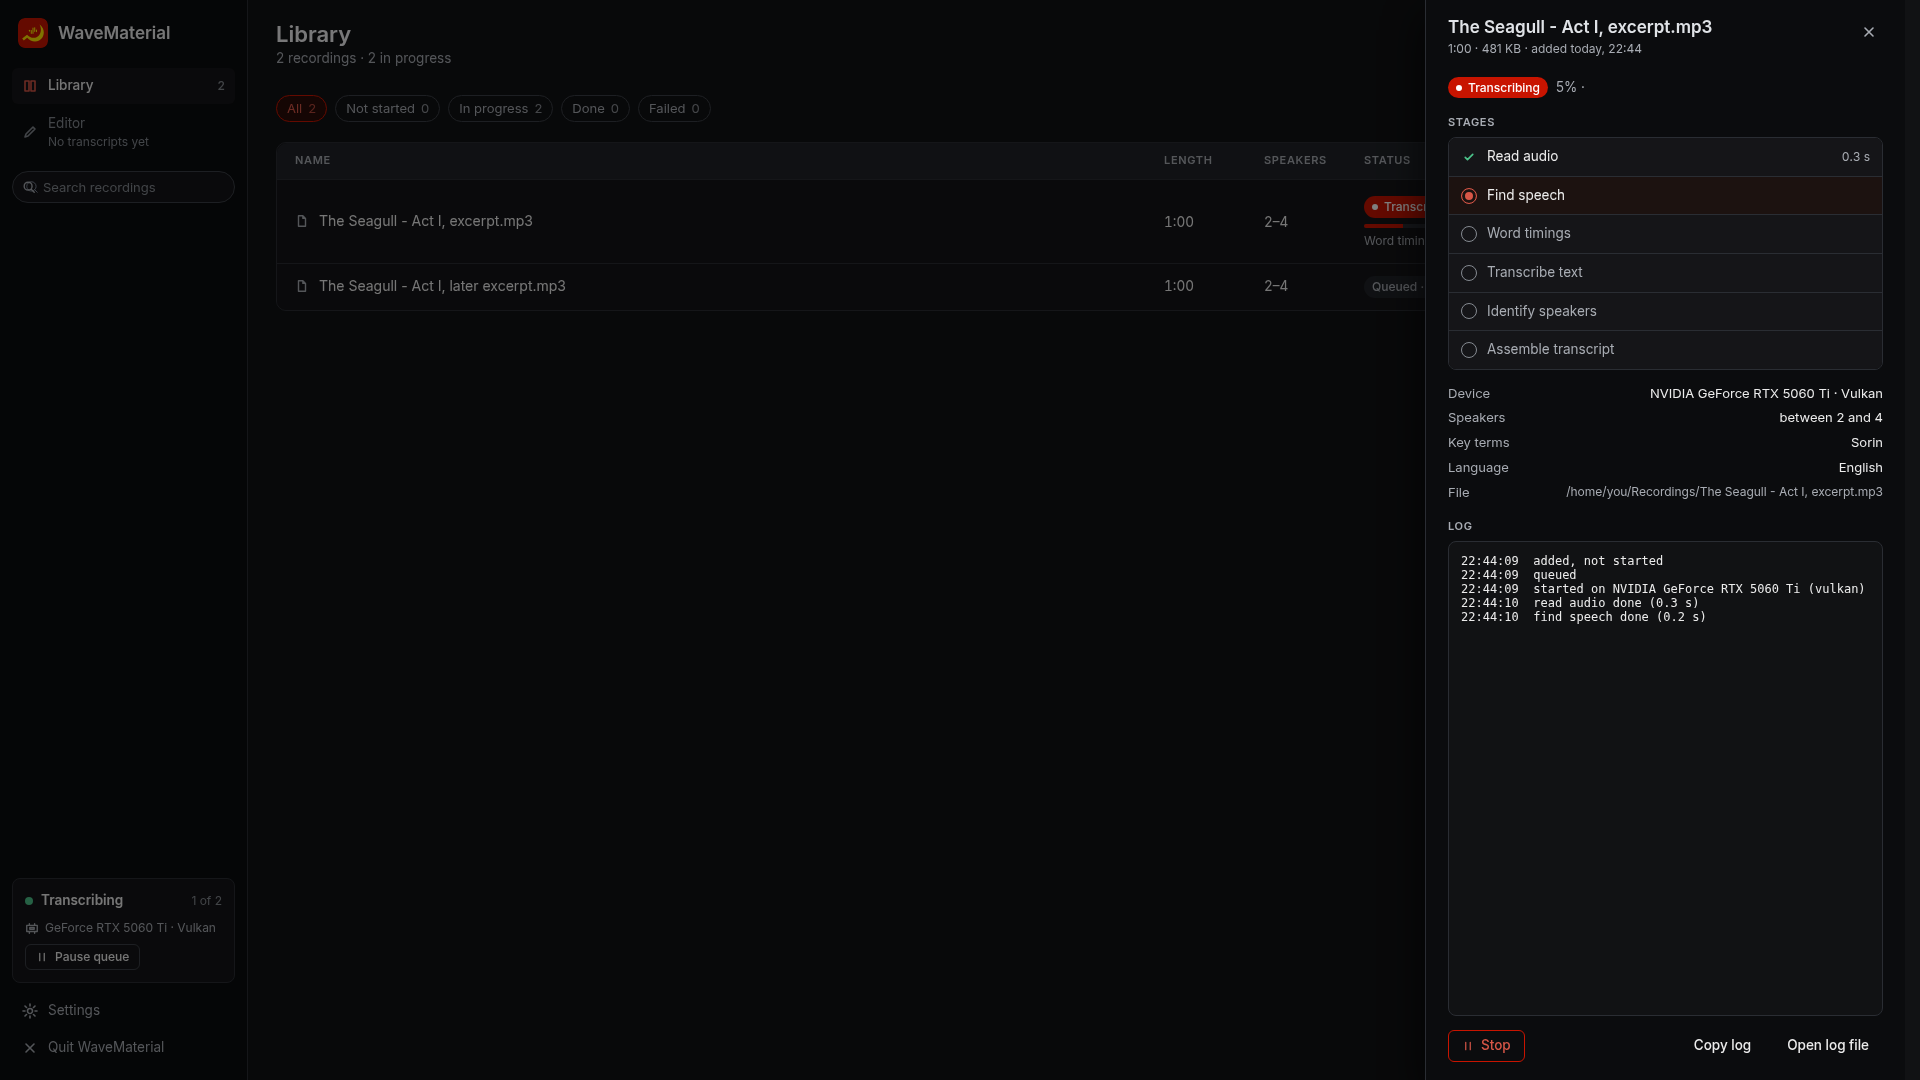 WaveMaterial
Library 2
Editor
No transcripts yet
Search recordings
Transcribing 1 of 2
GeForce RTX 5060 Ti · Vulkan
Pause queue
Settings
Quit WaveMaterial
Library
2 recordings · 2 in progress
All 2 Not started 0 In progress 2 Done 0 Failed 0
NAME LENGTH SPEAKERS STATUS
The Seagull - Act I, excerpt.mp3 1:00 2–4 Transcr
Word timin
The Seagull - Act I, later excerpt.mp3 1:00 2–4 Queued ·
The Seagull - Act I, excerpt.mp3
1:00 · 481 KB · added today, 22:44
Transcribing 5% ·
STAGES
Read audio 0.3 s
Find speech
Word timings
Transcribe text
Identify speakers
Assemble transcript
Device NVIDIA GeForce RTX 5060 Ti · Vulkan
Speakers between 2 and 4
Key terms Sorin
Language English
File /home/you/Recordings/The Seagull - Act I, excerpt.mp3
LOG
22:44:09 added, not started
22:44:09 queued
22:44:09 started on NVIDIA GeForce RTX 5060 Ti (vulkan)
22:44:10 read audio done (0.3 s)
22:44:10 find speech done (0.2 s)
Stop Copy log Open log file